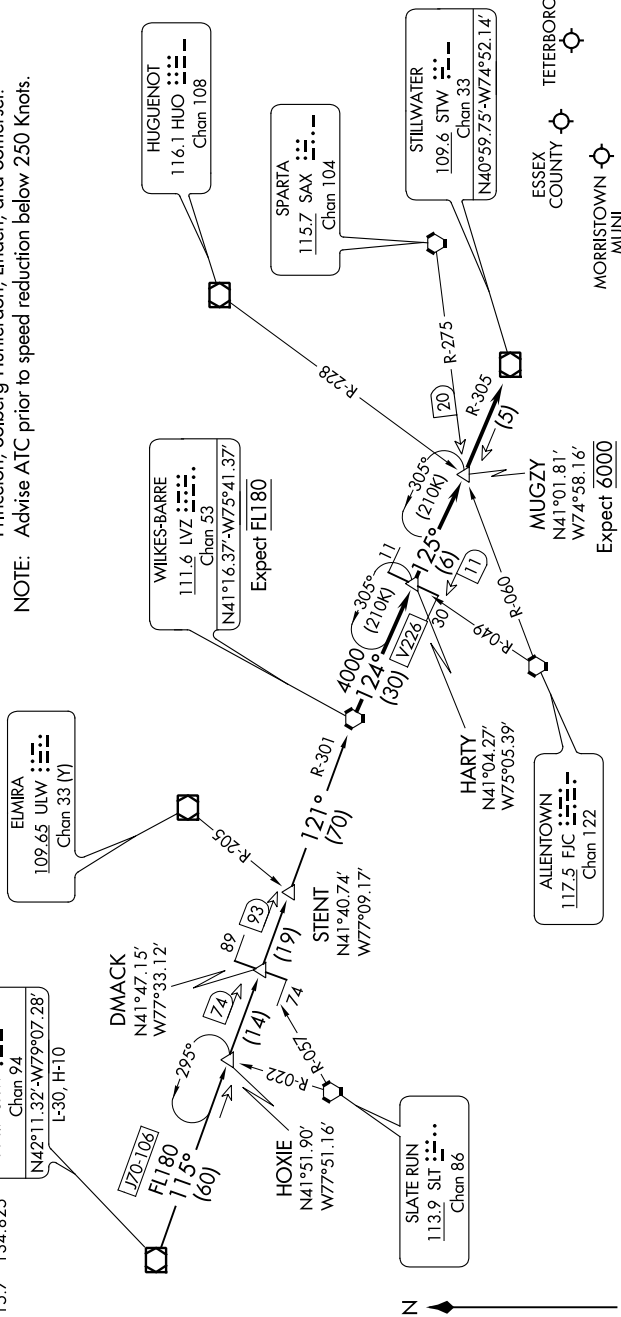 NOTE: Advise ATC prior to speed reduction below 250 Knots.
HUGUENOT
116.1 HUO
Chan 108
SPARTA
115.7 SAX
Chan 104
STILLWATER
109.6 STW
Chan 33
N40°59.75'-W74°52.14'
TETERBORO
ESSEX
COUNTY
MORRISTOWN
MUNI
ELMIRA
109.65 ULW
Chan 33 (Y)
WILKES-BARRE
111.6 LVZ
Chan 53
N41°16.37'-W75°41.37'
Expect FL180
Chan 94
N42°11.32'-W79°07.28'
L-30, H-10
134.825
DMACK
N41°47.15'
W77°33.12'
STENT
N41°40.74'
W77°09.17'
HOXIE
N41°51.90'
W77°51.16'
SLATE RUN
113.9 SLT
Chan 86
HARTY
N41°04.27'
W75°05.39'
ALLENTOWN
117.5 FJC
Chan 122
MUGZY
N41°01.81'
W74°58.16'
Expect 6000
J70-106
FL180
115°
(60)
295°
R-022
R-057
74
(14)
74
89
93
(19)
R-205
121°
(70)
R-301
4000
124°
(30)
V226
305°
(210K)
11
30
R-049
R-060
11
125°
(6)
305°
(210K)
R-228
R-275
20
R-305
(5)
N